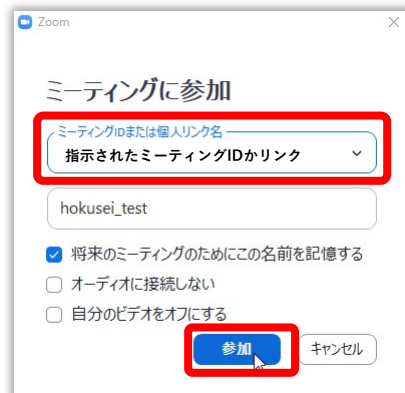 Zoom
ミーティングに参加
ミーティングIDまたは個人リンク名
指示されたミーティングIDかリンク
hokusei_test
将来のミーティングのためにこの名前を記憶する
オーディオに接続しない
自分のビデオをオフにする
参加 キャンセル